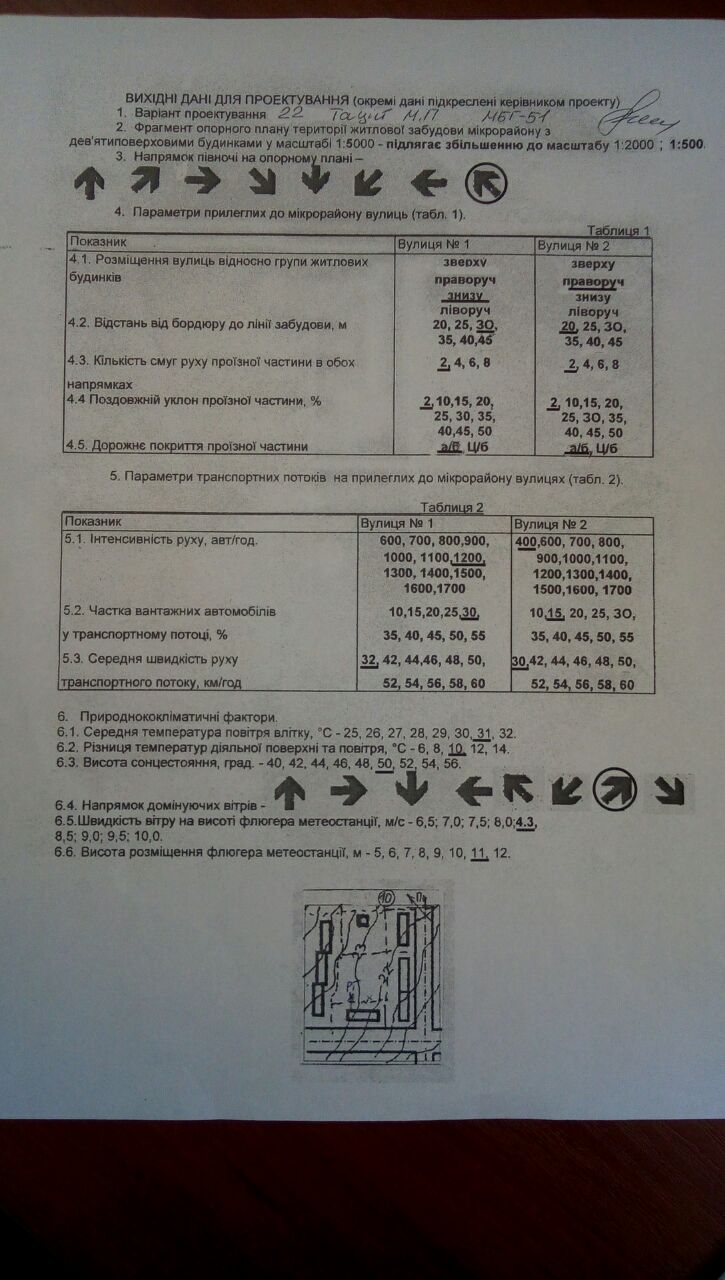 ВИХІДНІ ДАНІ ДЛЯ ПРОЕКТУВАННЯ (окремі дані підкреслені керівником проекту)
1. Варіант проектування 22 Тацій М.П МБГ-51
2. Фрагмент опорного плану території житлової забудови мікрорайону з
дев'ятиповерховими будинками у масштабі 1:5000 - підлягає збільшенню до масштабу 1:2000 ; 1:500.
3. Напрямок півночі на опорному плані –
4. Параметри прилеглих до мікрорайону вулиць (табл. 1).
Таблиця 1
Показник Вулиця № 1 Вулиця № 2
4.1. Розміщення вулиць відносно групи житлових зверху зверху
будинків праворуч праворуч
знизу знизу
ліворуч ліворуч
4.2. Відстань від бордюру до лінії забудови, м 20, 25, ЗО, 20, 25, ЗО,
35, 40,45 35, 40, 45
4.3. Кількість смуг руху проїзної частини в обох 2, 4, 6, 8 2, 4, 6, 8
напрямках
4.4 Поздовжній уклон проїзної частини, % 2,10,15, 20, 2, 10,15, 20,
25, 30, 35, 25, ЗО, 35,
40,45, 50 40, 45, 50
4.5. Дорожнє покриття проїзної частини а/б, Ц/б а/б, Ц/б
5. Параметри транспортних потоків на прилеглих до мікрорайону вулицях (табл. 2).
Таблиця 2
Показник Вулиця № 1 Вулиця № 2
5.1. Інтенсивність руху, авт/год. 600, 700, 800,900, 400,600, 700, 800,
1000, 1100,1200, 900,1000,1100,
1300, 1400,1500, 1200,1300,1400,
1600,1700 1500,1600, 1700
5.2. Частка вантажних автомобілів 10,15,20,25,30, 10,15, 20, 25, ЗО,
у транспортному потоці, % 35, 40, 45, 50, 55 35, 40, 45, 50, 55
5.3. Середня швидкість руху 32, 42, 44,46, 48, 50, 30,42, 44, 46, 48, 50,
транспортного потоку, км/год 52, 54, 56, 58, 60 52, 54, 56, 58, 60
6. Природнококліматичні фактори.
6.1. Середня температура повітря влітку, °С - 25, 26, 27, 28, 29, 30, 31, 32.
6.2. Різниця температур діяльної поверхні та повітря, °С - 6, 8, 10, 12, 14.
6.3. Висота сонцестояння, град. - 40, 42, 44, 46, 48, 50, 52, 54, 56.
6.4. Напрямок домінуючих вітрів -
6.5.Швидкість вітру на висоті флюгера метеостанції, м/с - 6,5; 7,0; 7,5; 8,0;4.3,
8,5; 9,0; 9,5; 10,0.
6.6. Висота розміщення флюгера метеостанції, м - 5, 6, 7, 8, 9, 10, 11, 12.
10